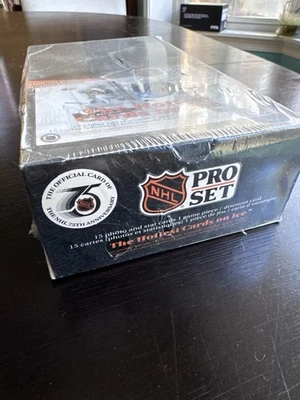 THE OFFICIAL CARD OF
75
THE NHL 75TH ANNIVERSARY
NHL
PRO
SET
15 photo and stat cards 1 game piece / discount card
15 cartes (photos et statistiques) 1 pièce de jeu / carte d'escompte
The Hottest Cards on Ice